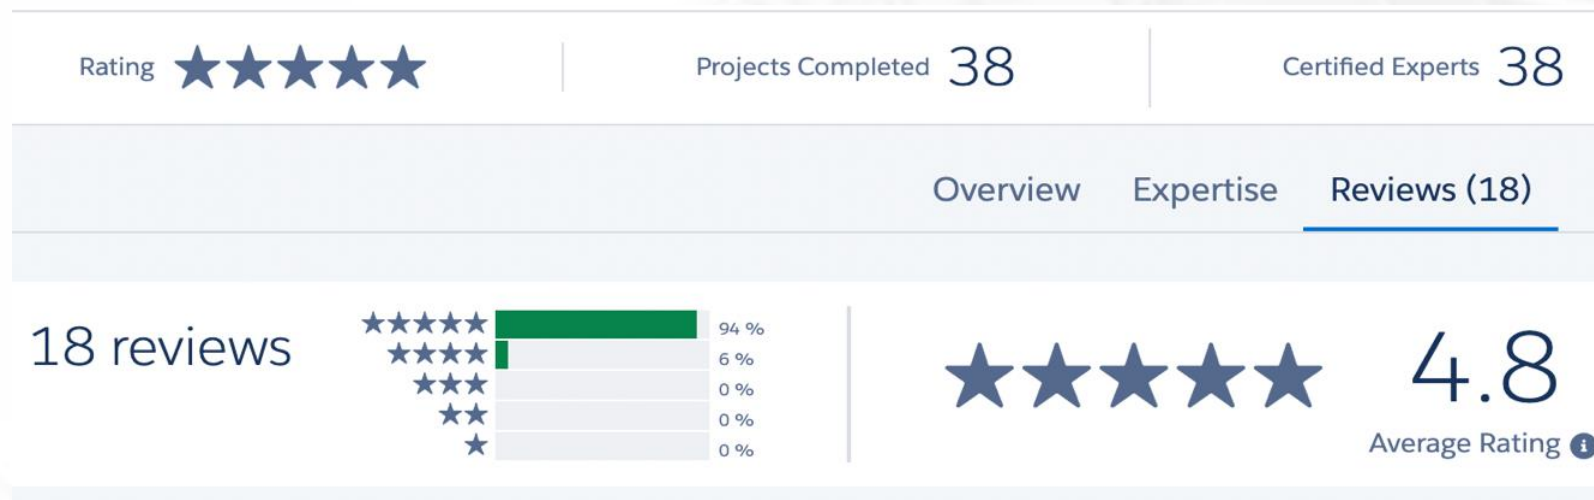 Rating
Projects Completed 38
Certified Experts 38
Overview
Expertise
Reviews (18)
18 reviews
94 %
6 %
0 %
0 %
0 %
4.8
Average Rating